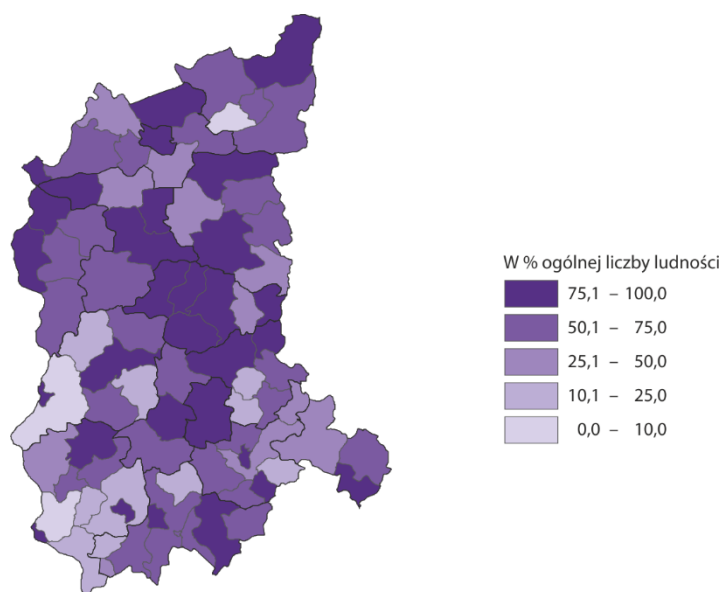 W % ogólnej liczby ludności
75,1 – 100,0
50,1 – 75,0
25,1 – 50,0
10,1 – 25,0
0,0 – 10,0